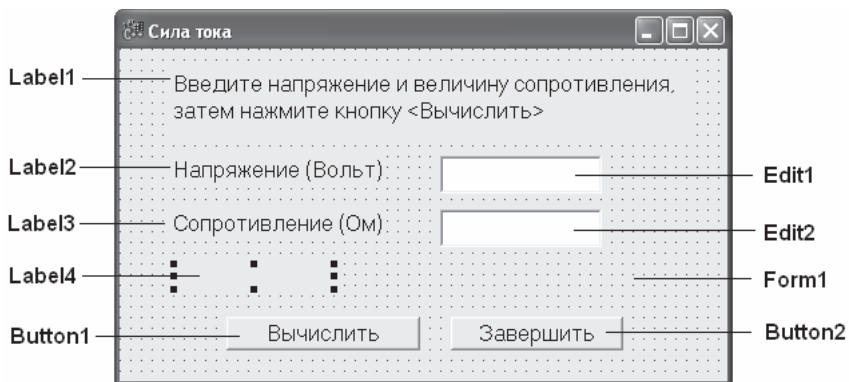 Сила тока
Label1
Введите напряжение и величину сопротивления,
затем нажмите кнопку <Вычислить>
Label2
Напряжение (Вольт)
Edit1
Label3
Сопротивление (Ом)
Edit2
Label4
Form1
Button1
Вычислить
Завершить
Button2